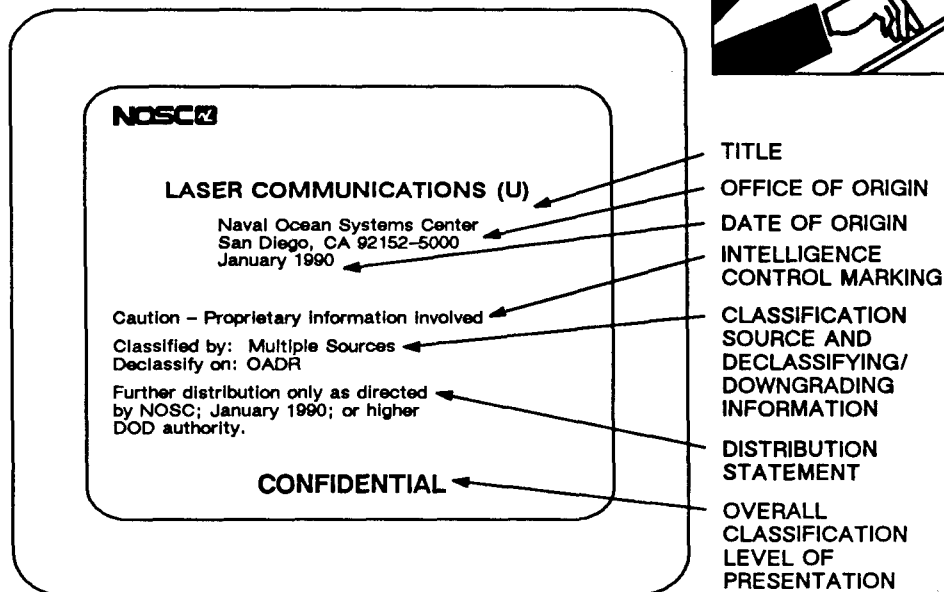 NOSC
LASER COMMUNICATIONS (U)
Naval Ocean Systems Center
San Diego, CA 92152-5000
January 1990
Caution - Proprietary information involved
Classified by: Multiple Sources
Declassify on: OADR
Further distribution only as directed
by NOSC; January 1990; or higher
DOD authority.
CONFIDENTIAL
TITLE
OFFICE OF ORIGIN
DATE OF ORIGIN
INTELLIGENCE
CONTROL MARKING
CLASSIFICATION
SOURCE AND
DECLASSIFYING/
DOWNGRADING
INFORMATION
DISTRIBUTION
STATEMENT
OVERALL
CLASSIFICATION
LEVEL OF
PRESENTATION